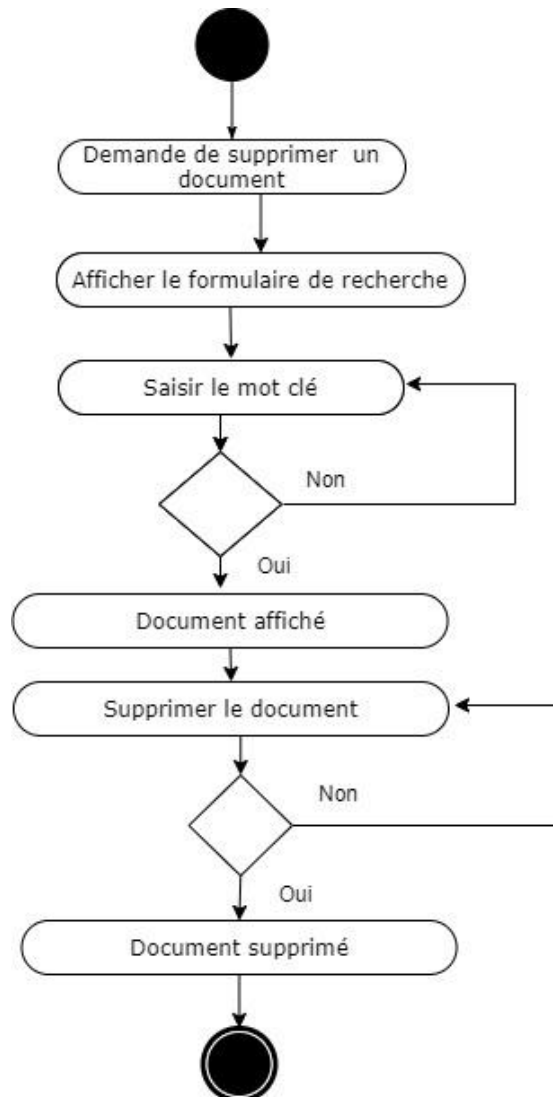 Demande de supprimer un
document
Afficher le formulaire de recherche
Saisir le mot clé
Non
Oui
Document affiché
Supprimer le document
Non
Oui
Document supprimé